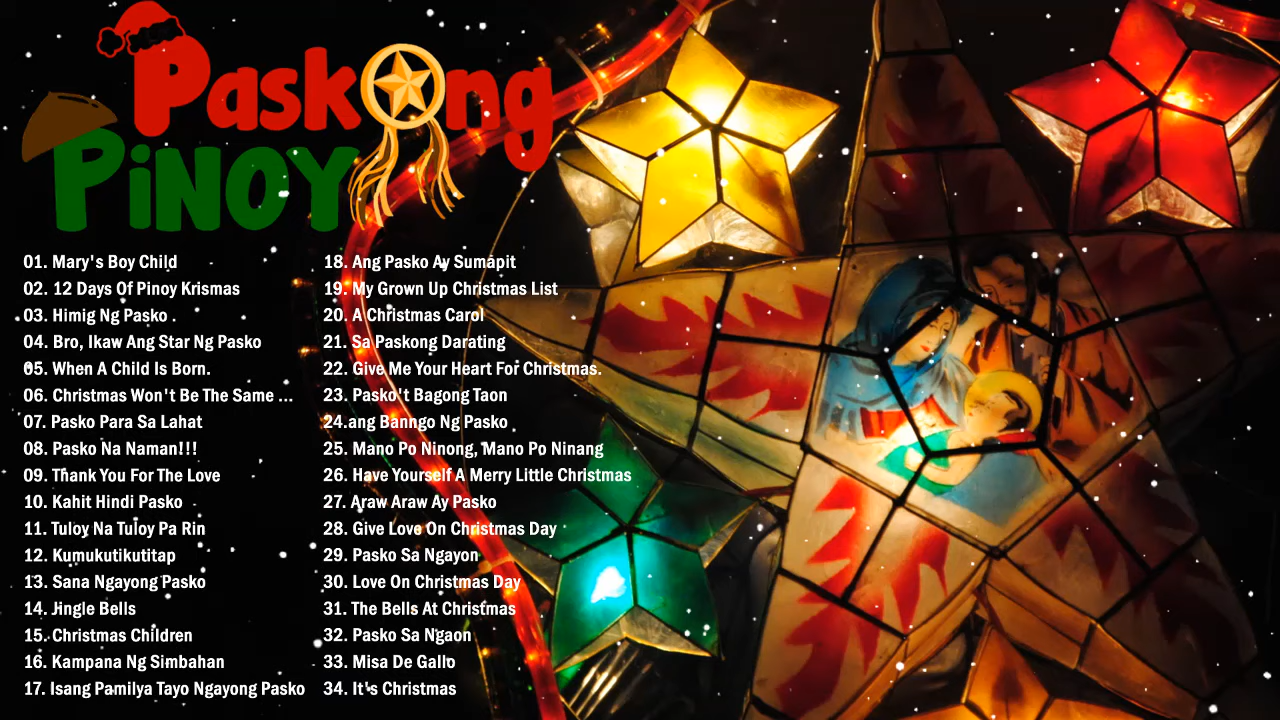 Paskong
PiNOY
01. Mary's Boy Child
02. 12 Days Of Pinoy Krismas
03. Himig Ng Pasko .
04. Bro, Ikaw Ang Star Ng Pasko
05. When A Child Is Born.
06. Christmas Won't Be The Same ...
07. Pasko Para Sa Lahat
08. Pasko Na Naman!!!
09. Thank You For The Love
10. Kahit Hindi Pasko
11. Tuloy Na Tuloy Pa Rin
12. Kumukutikutitap
13. Sana Ngayong Pasko
14. Jingle Bells
15. Christmas Children
16. Kampana Ng Simbahan
17. Isang Pamilya Tayo Ngayong Pasko
18. Ang Pasko Ay Sumapit
19. My Grown Up Christmas List
20. A Christmas Carol
21. Sa Paskong Darating
22. Give Me Your Heart For Christmas.
23. Pasko't Bagong Taon
24.ang Banngo Ng Pasko
25. Mano Po Ninong, Mano Po Ninang
26. Have Yourself A Merry Little Christmas
27. Araw Araw Ay Pasko
28. Give Love On Christmas Day
29. Pasko Sa Ngayon
30. Love On Christmas Day
31. The Bells At Christmas
32. Pasko Sa Ngaon
33. Misa De Gallo
34. It's Christmas